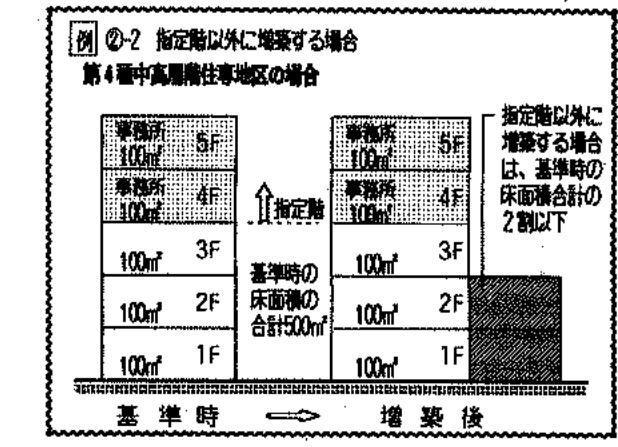 例 ②-2 指定階以外に増築する場合
第4種中高層階住専地区の場合
事務所
100㎡ 5F
事務所
100㎡ 4F
100㎡ 3F
100㎡ 2F
100㎡ 1F
指定階
基準時の
床面積の
合計500㎡
事務所
100㎡ 5F
事務所
100㎡ 4F
100㎡ 3F
100㎡ 2F
100㎡ 1F
指定階以外に
増築する場合
は、基準時の
床面積合計の
2割以下
基準時 ⇨ 増築後